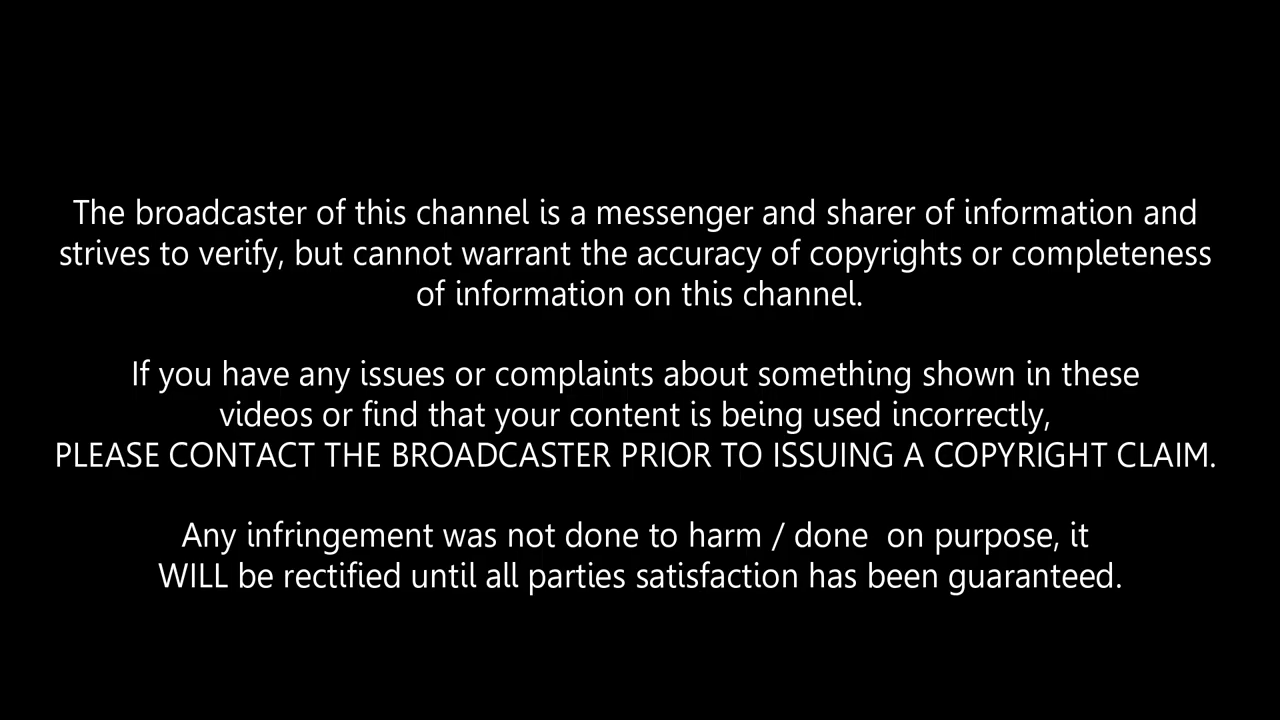 The broadcaster of this channel is a messenger and sharer of information and
strives to verify, but cannot warrant the accuracy of copyrights or completeness
of information on this channel.
If you have any issues or complaints about something shown in these
videos or find that your content is being used incorrectly,
PLEASE CONTACT THE BROADCASTER PRIOR TO ISSUING A COPYRIGHT CLAIM.
Any infringement was not done to harm / done  on purpose, it
WILL be rectified until all parties satisfaction has been guaranteed.